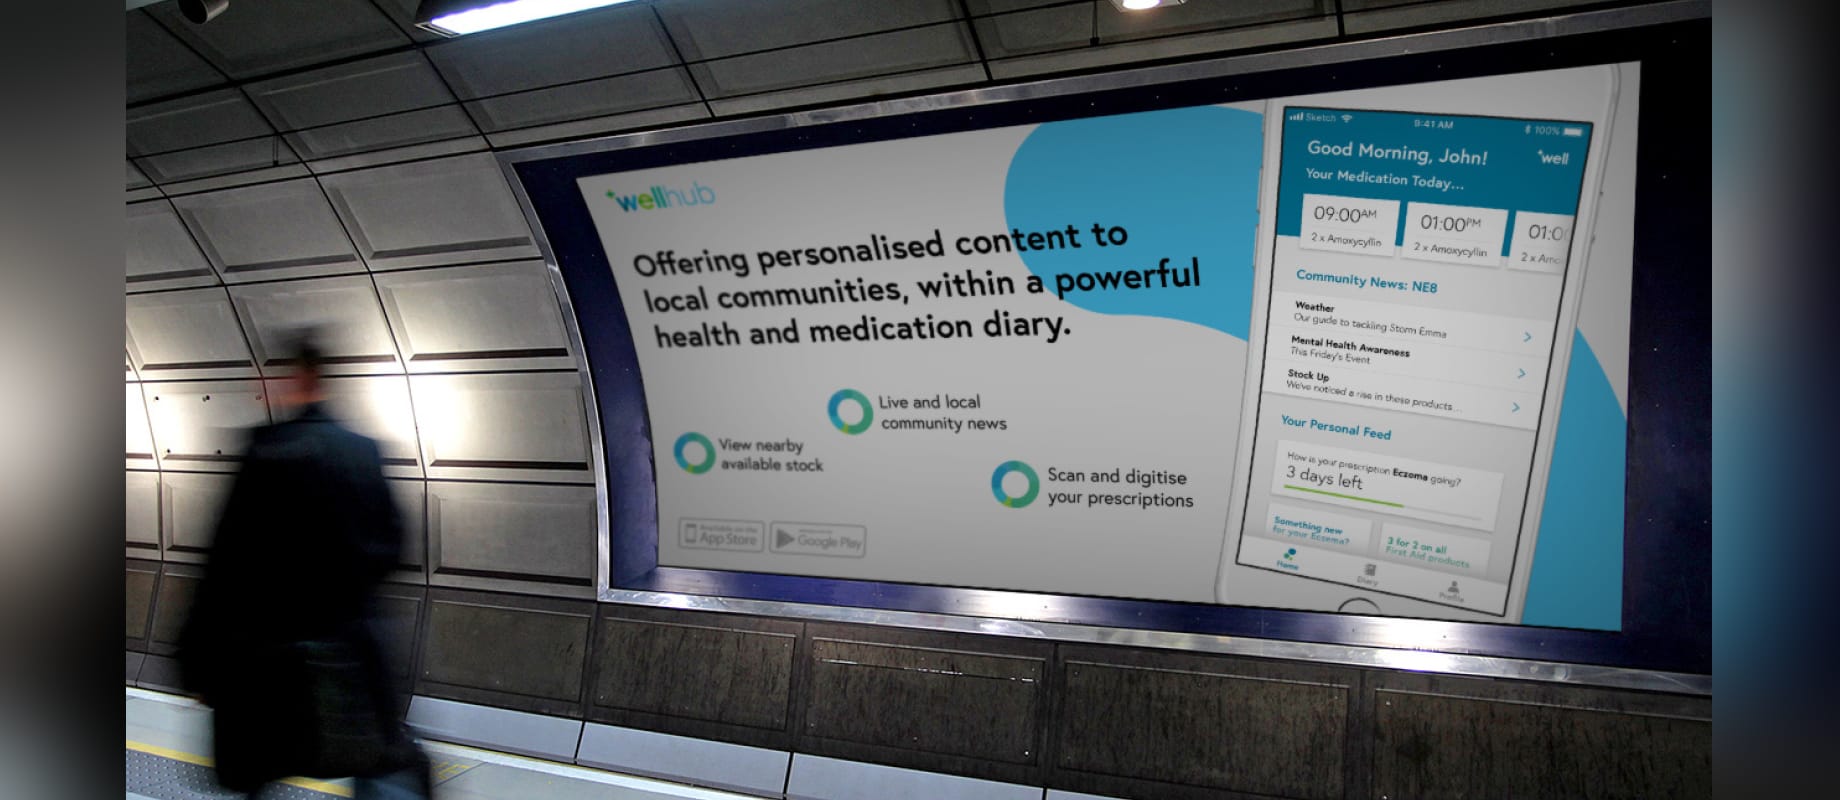 wellhub
Offering personalised content to
local communities, within a powerful
health and medication diary.
Live and local
community news
View nearby
available stock
Scan and digitise
your prescriptions
App Store
Google Play
Sketch 9:41 AM 100%
Good Morning, John!
well
Your Medication Today...
09:00AM
2 x Amoxycyllin
01:00PM
2 x Amoxycyllin
01:0
2 x Amo
Community News: NE8
Weather
Our guide to tackling Storm Emma
Mental Health Awareness
This Friday's Event
Stock Up
We've noticed a rise in these products...
Your Personal Feed
How is your prescription Eczema going?
3 days left
Something new
for your Eczema?
3 for 2 on all
First Aid products
Home
Diary
Profile